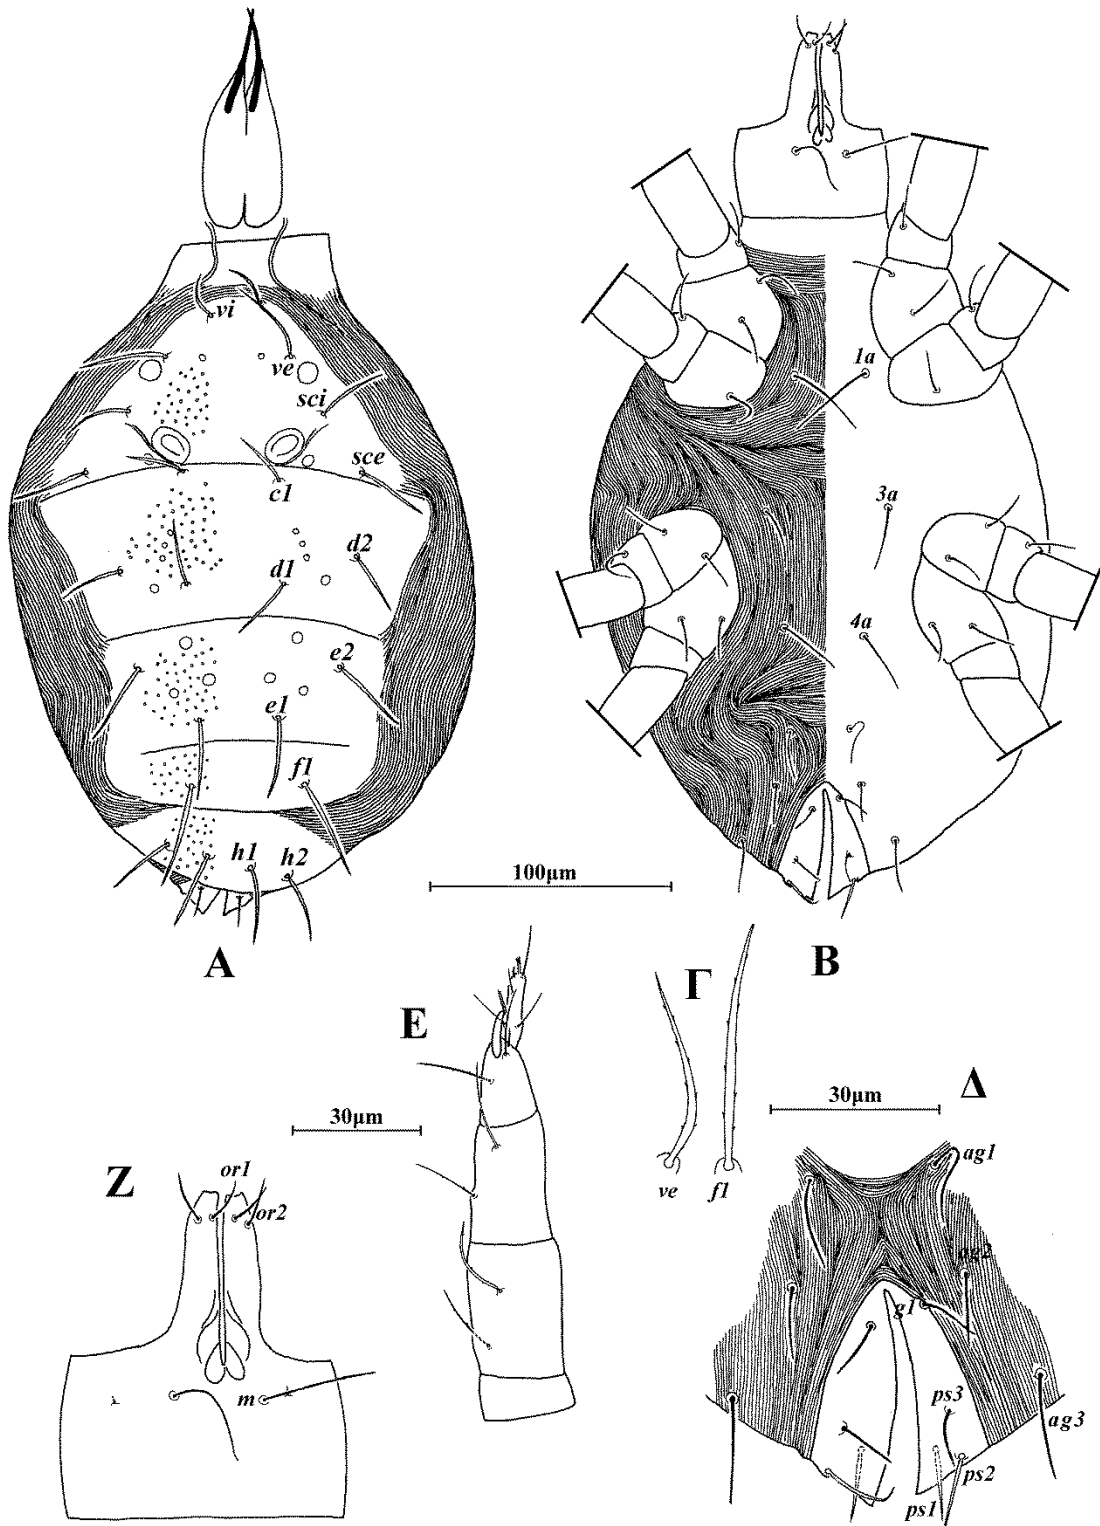 vi
ve
sci
sce
c1
d2
d1
e2
e1
f1
h1
h2
A
1a
3a
4a
B
100μm
E
Γ
ve
f1
30μm
Δ
ag1
ag2
g1
ps3
ag3
ps2
ps1
30μm
Z
or1
or2
m